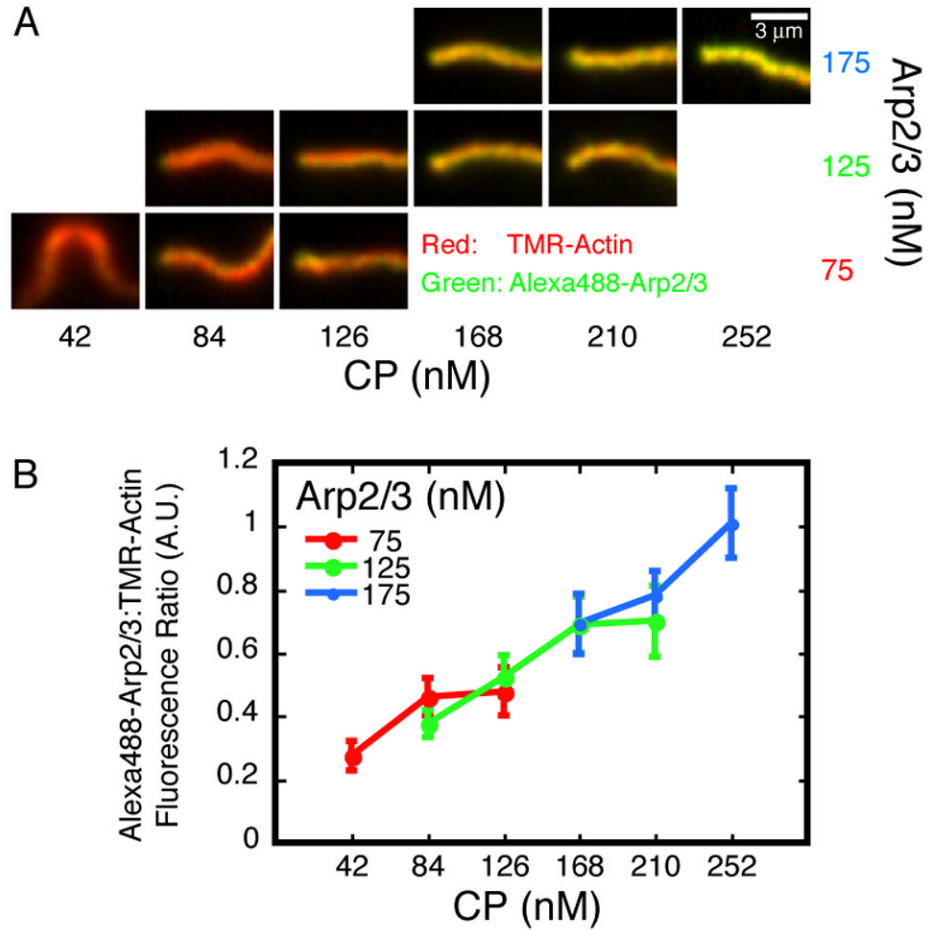 A
3 μm
175
125
75
Arp2/3 (nM)
Red: TMR-Actin
Green: Alexa488-Arp2/3
42 84 126 168 210 252
CP (nM)
B
Alexa488-Arp2/3:TMR-Actin
Fluorescence Ratio (A.U.)
1.2
1
0.8
0.6
0.4
0.2
0
Arp2/3 (nM)
75
125
175
42 84 126 168 210 252
CP (nM)